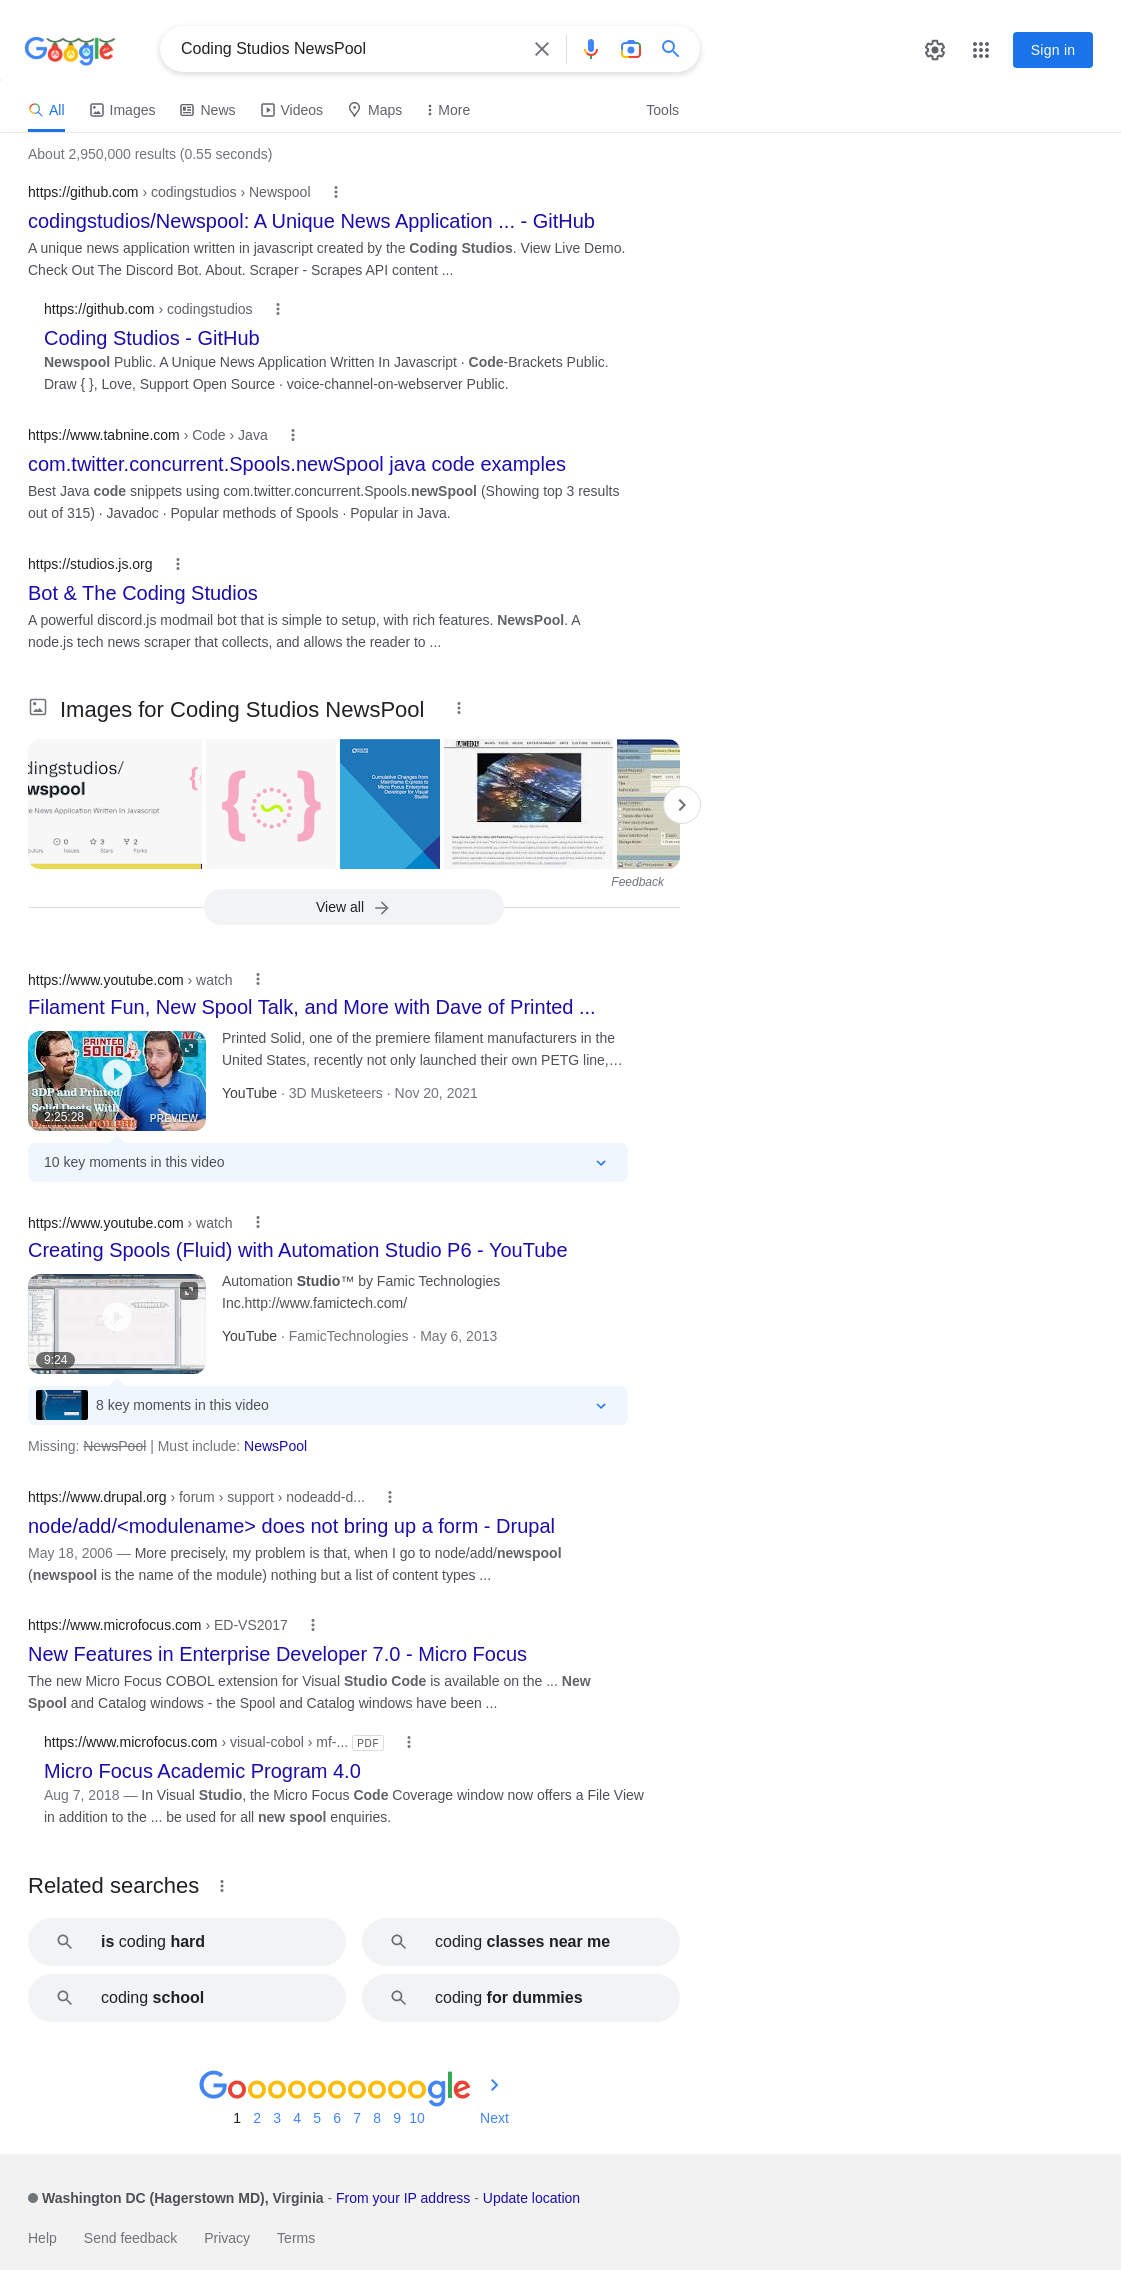 Google
Coding Studios NewsPool
Sign in
All Images News Videos Maps More Tools
About 2,950,000 results (0.55 seconds)
https://github.com › codingstudios › Newspool
codingstudios/Newspool: A Unique News Application ... - GitHub
A unique news application written in javascript created by the Coding Studios. View Live Demo.
Check Out The Discord Bot. About. Scraper - Scrapes API content ...
https://github.com › codingstudios
Coding Studios - GitHub
Newspool Public. A Unique News Application Written In Javascript · Code-Brackets Public.
Draw { }, Love, Support Open Source · voice-channel-on-webserver Public.
https://www.tabnine.com › Code › Java
com.twitter.concurrent.Spools.newSpool java code examples
Best Java code snippets using com.twitter.concurrent.Spools.newSpool (Showing top 3 results
out of 315) · Javadoc · Popular methods of Spools · Popular in Java.
https://studios.js.org
Bot & The Coding Studios
A powerful discord.js modmail bot that is simple to setup, with rich features. NewsPool. A
node.js tech news scraper that collects, and allows the reader to ...
Images for Coding Studios NewsPool
dingstudios/
wspool
e News Application Written In Javascript
0 3 2
utors Issues Stars Forks
Cumulative Changes from
Mainframe Express to
Micro Focus Enterprise
Developer for Visual
Studio
Feedback
View all
https://www.youtube.com › watch
Filament Fun, New Spool Talk, and More with Dave of Printed ...
PRINTED
SOLID
3DP and Printed
Solid Deets With
2:25:28
PREVIEW
Printed Solid, one of the premiere filament manufacturers in the
United States, recently not only launched their own PETG line,…
YouTube · 3D Musketeers · Nov 20, 2021
10 key moments in this video
https://www.youtube.com › watch
Creating Spools (Fluid) with Automation Studio P6 - YouTube
9:24
Automation Studio™ by Famic Technologies
Inc.http://www.famictech.com/
YouTube · FamicTechnologies · May 6, 2013
8 key moments in this video
Missing: NewsPool | Must include: NewsPool
https://www.drupal.org › forum › support › nodeadd-d...
node/add/<modulename> does not bring up a form - Drupal
May 18, 2006 — More precisely, my problem is that, when I go to node/add/newspool
(newspool is the name of the module) nothing but a list of content types ...
https://www.microfocus.com › ED-VS2017
New Features in Enterprise Developer 7.0 - Micro Focus
The new Micro Focus COBOL extension for Visual Studio Code is available on the ... New
Spool and Catalog windows - the Spool and Catalog windows have been ...
https://www.microfocus.com › visual-cobol › mf-... PDF
Micro Focus Academic Program 4.0
Aug 7, 2018 — In Visual Studio, the Micro Focus Code Coverage window now offers a File View
in addition to the ... be used for all new spool enquiries.
Related searches
is coding hard
coding classes near me
coding school
coding for dummies
Goooooooooogle
1 2 3 4 5 6 7 8 9 10 Next
Washington DC (Hagerstown MD), Virginia - From your IP address - Update location
Help Send feedback Privacy Terms